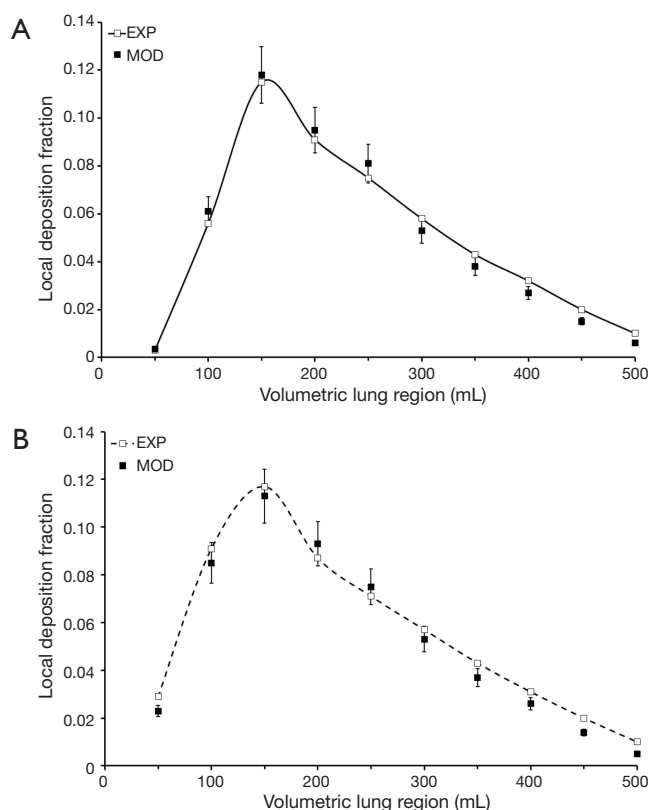 A
EXP
MOD
0.14
0.12
0.10
0.08
0.06
0.04
0.02
0
Local deposition fraction
0 100 200 300 400 500
Volumetric lung region (mL)
B
EXP
MOD
0.14
0.12
0.10
0.08
0.06
0.04
0.02
0
Local deposition fraction
0 100 200 300 400 500
Volumetric lung region (mL)